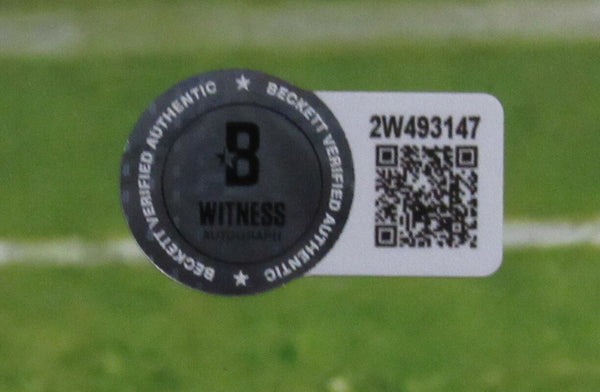 BECKETT VERIFIED AUTHENTIC
BECKETT VERIFIED AUTHENTIC
B
WITNESS
AUTOGRAPH
2W493147